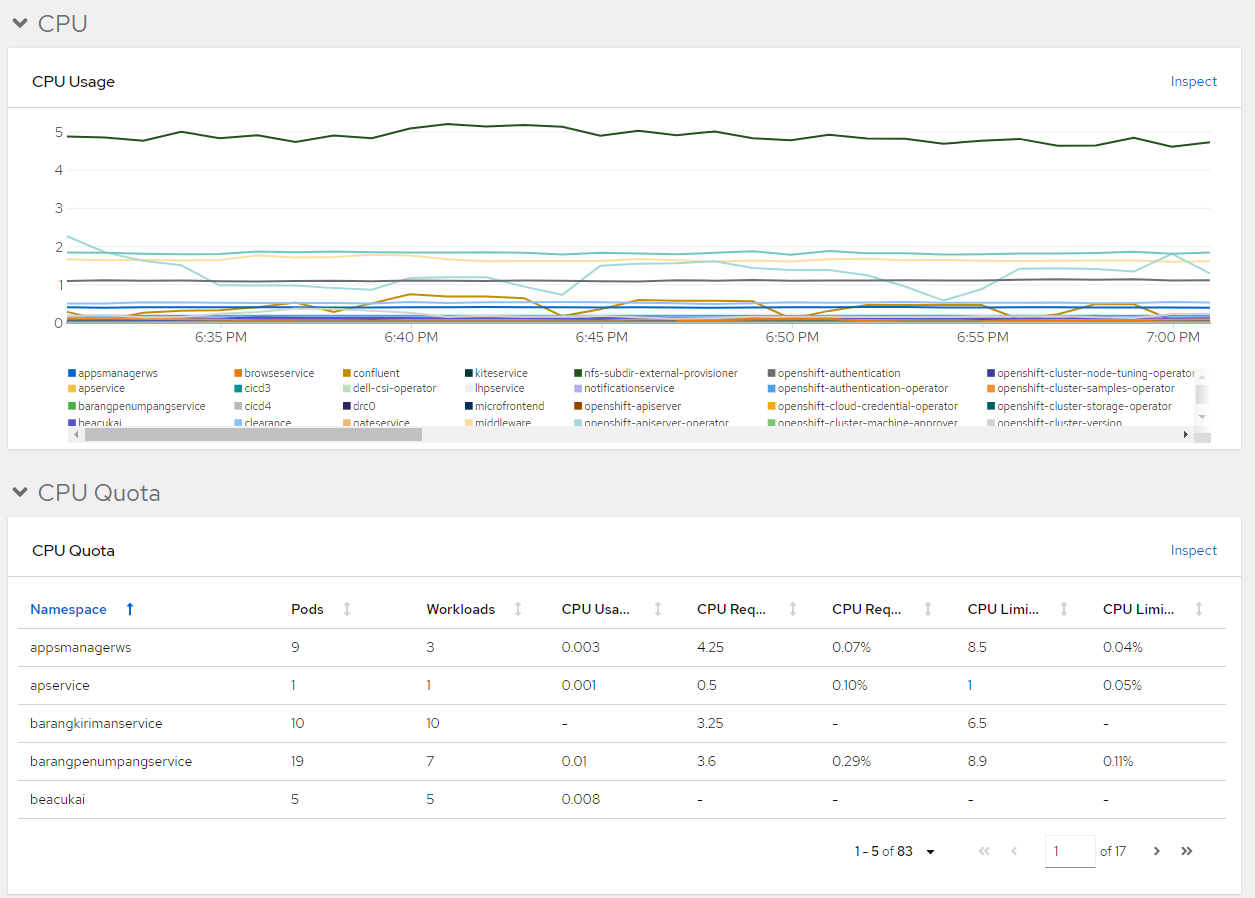 CPU
CPU Usage Inspect
5
4
3
2
1
0
6:35 PM 6:40 PM 6:45 PM 6:50 PM 6:55 PM 7:00 PM
appsmanagerws browseservice confluent kiteservice nfs-subdir-external-provisioner openshift-authentication openshift-cluster-node-tuning-operator
apservice cicd3 dell-csi-operator lhpservice notificationservice openshift-authentication-operator openshift-cluster-samples-operator
barangpenumpangservice cicd4 drc0 microfrontend openshift-apiserver openshift-cloud-credential-operator openshift-cluster-storage-operator
beacukai clearance gateservice middleware openshift-apiserver-operator openshift-cluster-machine-approver openshift-cluster-version
CPU Quota
CPU Quota Inspect
Namespace Pods Workloads CPU Usa... CPU Req... CPU Req... CPU Limi... CPU Limi...
appsmanagerws 9 3 0.003 4.25 0.07% 8.5 0.04%
apservice 1 1 0.001 0.5 0.10% 1 0.05%
barangkirimanservice 10 10 - 3.25 - 6.5 -
barangpenumpangservice 19 7 0.01 3.6 0.29% 8.9 0.11%
beacukai 5 5 0.008 - - - -
1 - 5 of 83 1 of 17